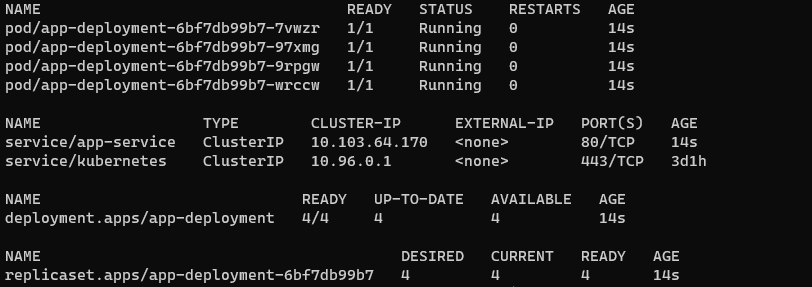 NAME READY STATUS RESTARTS AGE
pod/app-deployment-6bf7db99b7-7vwzr 1/1 Running 0 14s
pod/app-deployment-6bf7db99b7-97xmg 1/1 Running 0 14s
pod/app-deployment-6bf7db99b7-9rpgw 1/1 Running 0 14s
pod/app-deployment-6bf7db99b7-wrccw 1/1 Running 0 14s
NAME TYPE CLUSTER-IP EXTERNAL-IP PORT(S) AGE
service/app-service ClusterIP 10.103.64.170 <none> 80/TCP 14s
service/kubernetes ClusterIP 10.96.0.1 <none> 443/TCP 3d1h
NAME READY UP-TO-DATE AVAILABLE AGE
deployment.apps/app-deployment 4/4 4 4 14s
NAME DESIRED CURRENT READY AGE
replicaset.apps/app-deployment-6bf7db99b7 4 4 4 14s